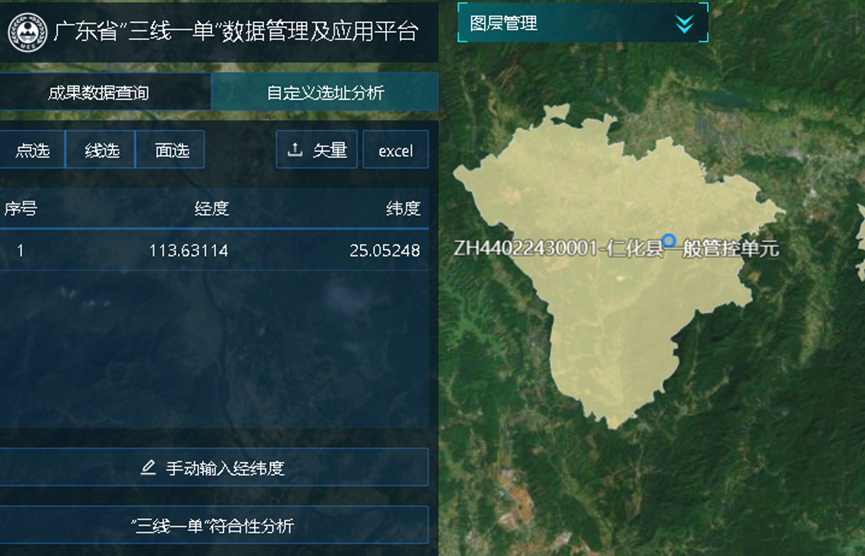 广东省“三线一单”数据管理及应用平台
图层管理
成果数据查询 自定义选址分析
点选 线选 面选 矢量 excel
序号 经度 纬度
1 113.63114 25.05248
ZH44022430001-仁化县一般管控单元
手动输入经纬度
“三线一单”符合性分析